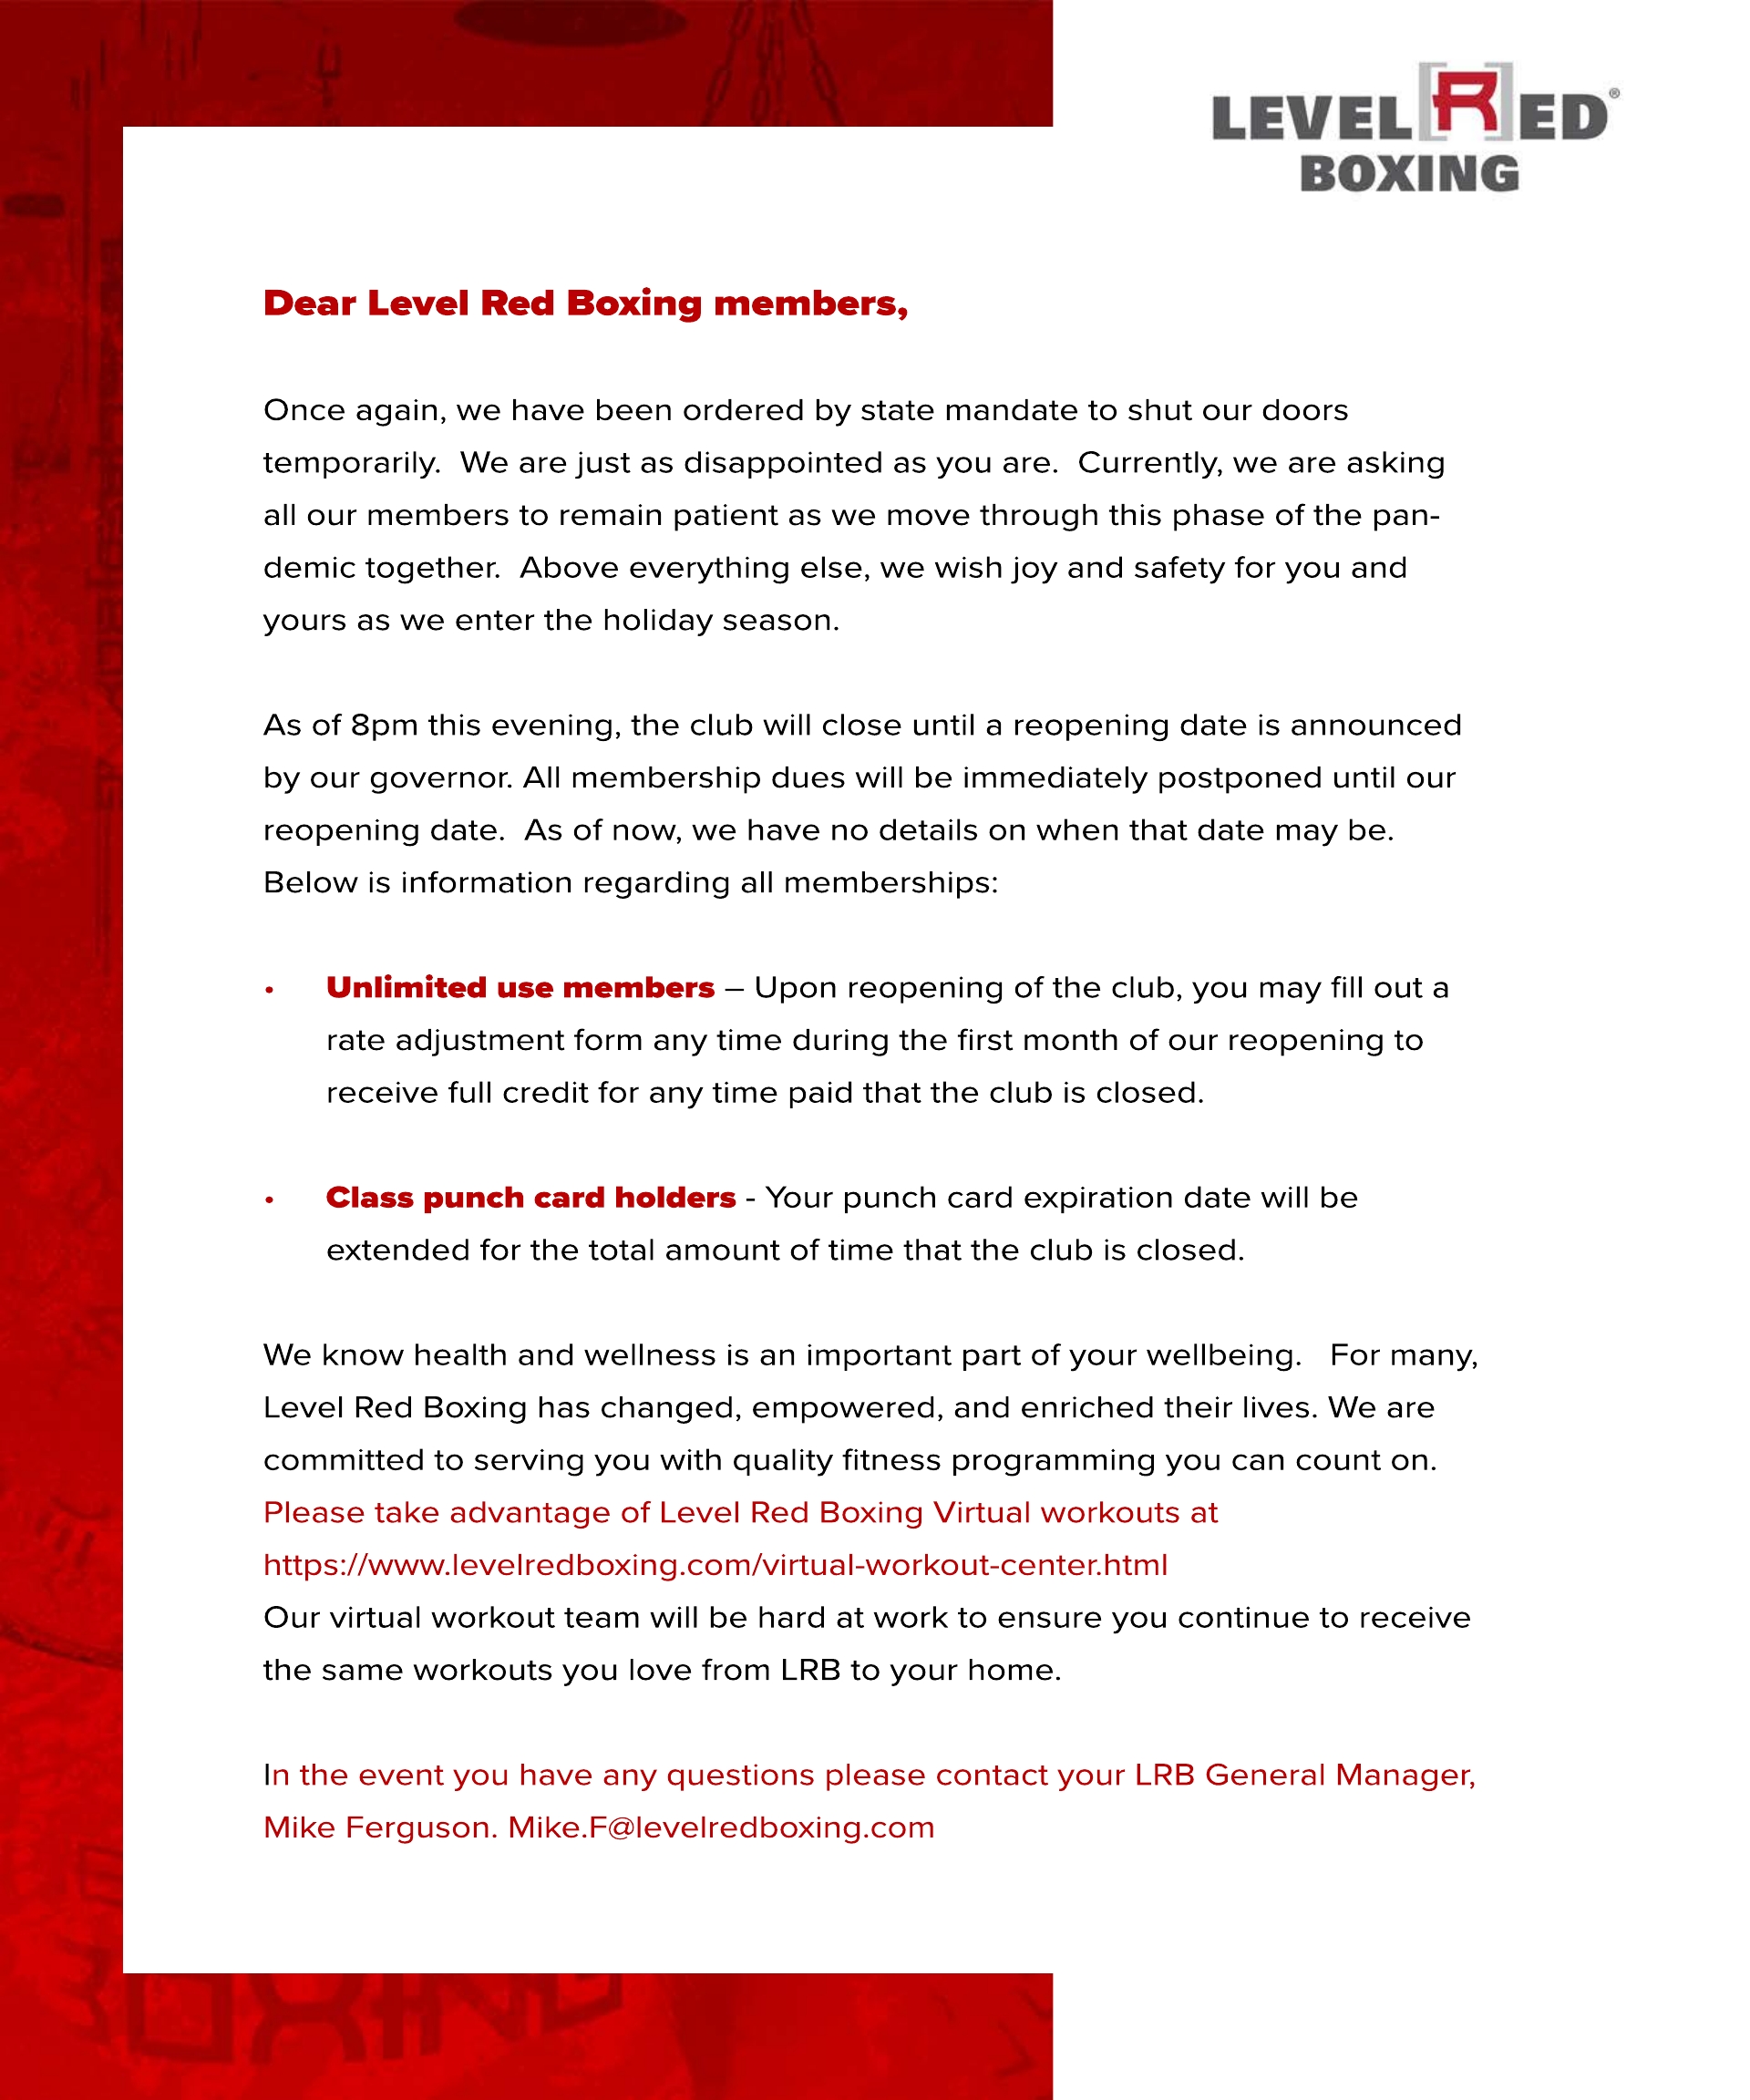 LEVEL RED®
BOXING
Dear Level Red Boxing members,
Once again, we have been ordered by state mandate to shut our doors
temporarily.  We are just as disappointed as you are.  Currently, we are asking
all our members to remain patient as we move through this phase of the pan-
demic together.  Above everything else, we wish joy and safety for you and
yours as we enter the holiday season.
As of 8pm this evening, the club will close until a reopening date is announced
by our governor. All membership dues will be immediately postponed until our
reopening date.  As of now, we have no details on when that date may be.
Below is information regarding all memberships:
• Unlimited use members – Upon reopening of the club, you may fill out a
rate adjustment form any time during the first month of our reopening to
receive full credit for any time paid that the club is closed.
• Class punch card holders - Your punch card expiration date will be
extended for the total amount of time that the club is closed.
We know health and wellness is an important part of your wellbeing.   For many,
Level Red Boxing has changed, empowered, and enriched their lives. We are
committed to serving you with quality fitness programming you can count on.
Please take advantage of Level Red Boxing Virtual workouts at
https://www.levelredboxing.com/virtual-workout-center.html
Our virtual workout team will be hard at work to ensure you continue to receive
the same workouts you love from LRB to your home.
In the event you have any questions please contact your LRB General Manager,
Mike Ferguson. Mike.F@levelredboxing.com
BOXING